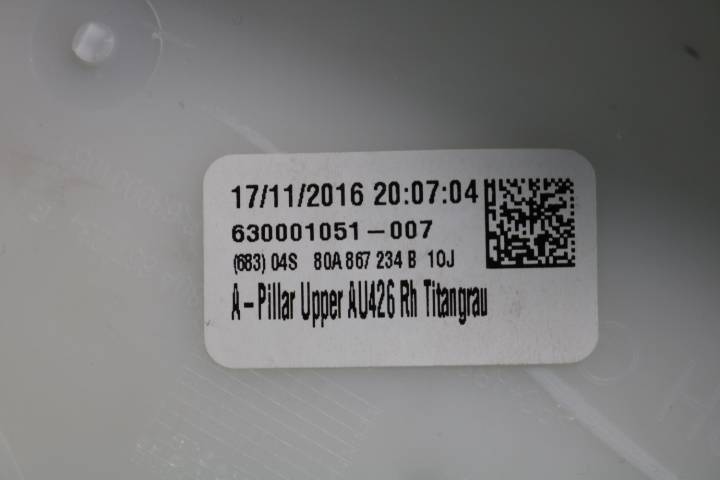 17/11/2016 20:07:04
630001051-007
(683) 04S 80A 867 234 B 10J
A-Pillar Upper AU426 Rh Titangrau